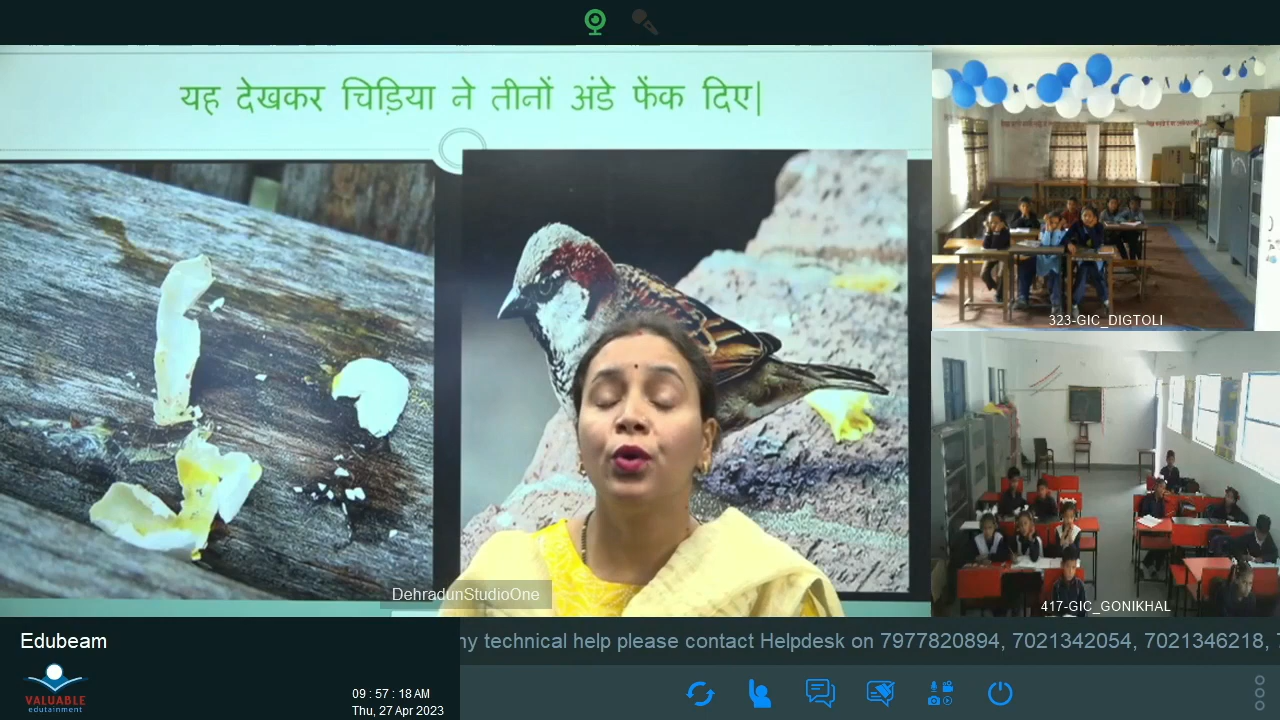 यह देखकर चिड़िया ने तीनों अंडे फेंक दिए|
323-GIC_DIGTOLI
DehradunStudioOne
417-GIC_GONIKHAL
Edubeam
ny technical help please contact Helpdesk on 7977820894, 7021342054, 7021346218,
VALUABLE
edutainment
09 : 57 : 18 AM
Thu, 27 Apr 2023